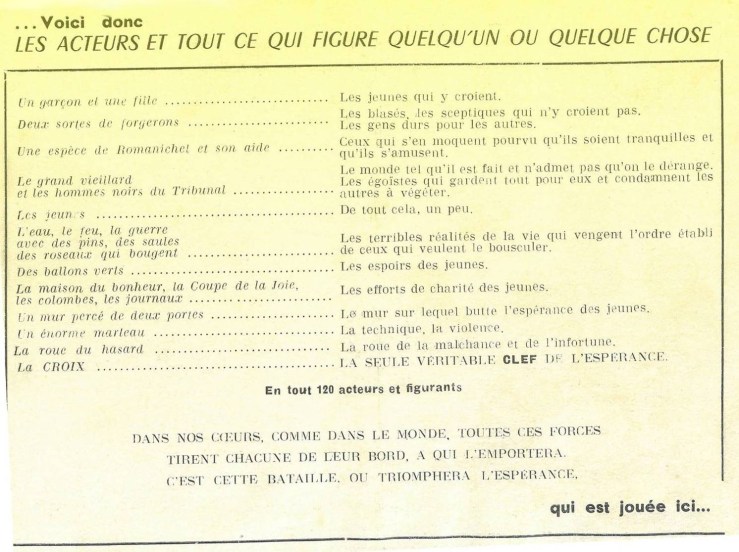 ...Voici donc
LES ACTEURS ET TOUT CE QUI FIGURE QUELQU'UN OU QUELQUE CHOSE
Un garçon et une fille ........................... Les jeunes qui y croient.
Deux sortes de forgerons ........................ Les blasés, les sceptiques qui n'y croient pas.
Les gens durs pour les autres.
Une espèce de Romanichel et son aide ......... Ceux qui s'en moquent pourvu qu'ils soient tranquilles et
qu'ils s'amusent.
Le grand vieillard
et les hommes noirs du Tribunal ................. Le monde tel qu'il est fait et n'admet pas qu'on le dérange.
Les égoïstes qui gardent tout pour eux et condamnent les
autres à végéter.
Les jeunes ....................................... De tout cela, un peu.
L'eau, le feu, la guerre
avec des pins, des saules
des roseaux qui bougent ........................ Les terribles réalités de la vie qui vengent l'ordre établi
de ceux qui veulent le bousculer.
Des ballons verts ................................ Les espoirs des jeunes.
La maison du bonheur, la Coupe de la Joie,
les colombes, les journaux ........................ Les efforts de charité des jeunes.
Un mur percé de deux portes .................... Le mur sur lequel butte l'espérance des jeunes.
Un énorme marteau ............................. La technique, la violence.
La roue du hasard ............................... La roue de la malchance et de l'infortune.
La CROIX ........................................ LA SEULE VÉRITABLE CLEF DE L'ESPÉRANCE.
En tout 120 acteurs et figurants
DANS NOS CŒURS, COMME DANS LE MONDE, TOUTES CES FORCES
TIRENT CHACUNE DE LEUR BORD, A QUI L'EMPORTERA.
C'EST CETTE BATAILLE, OU TRIOMPHERA L'ESPÉRANCE,
qui est jouée ici...